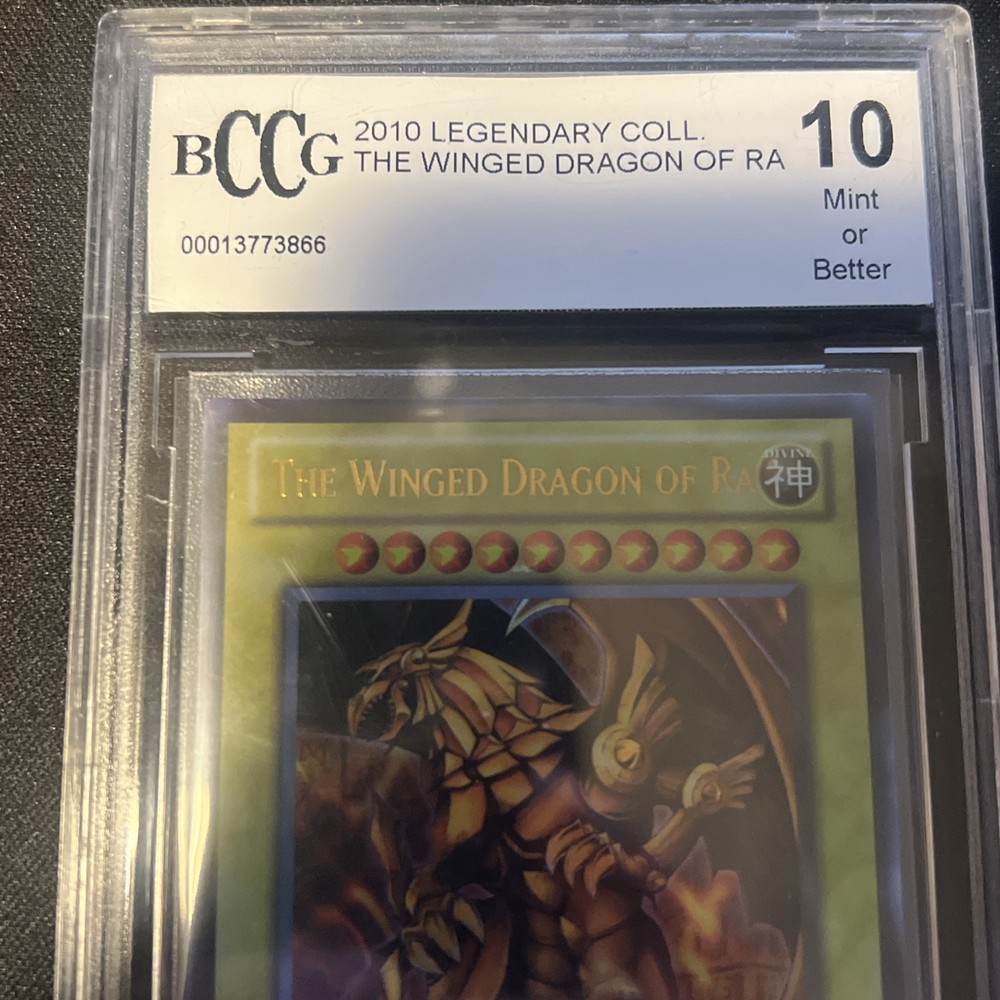 BCCG
2010 LEGENDARY COLL.
THE WINGED DRAGON OF RA
10
Mint
or
Better
00013773866
THE WINGED DRAGON OF RA
DIVINE
神